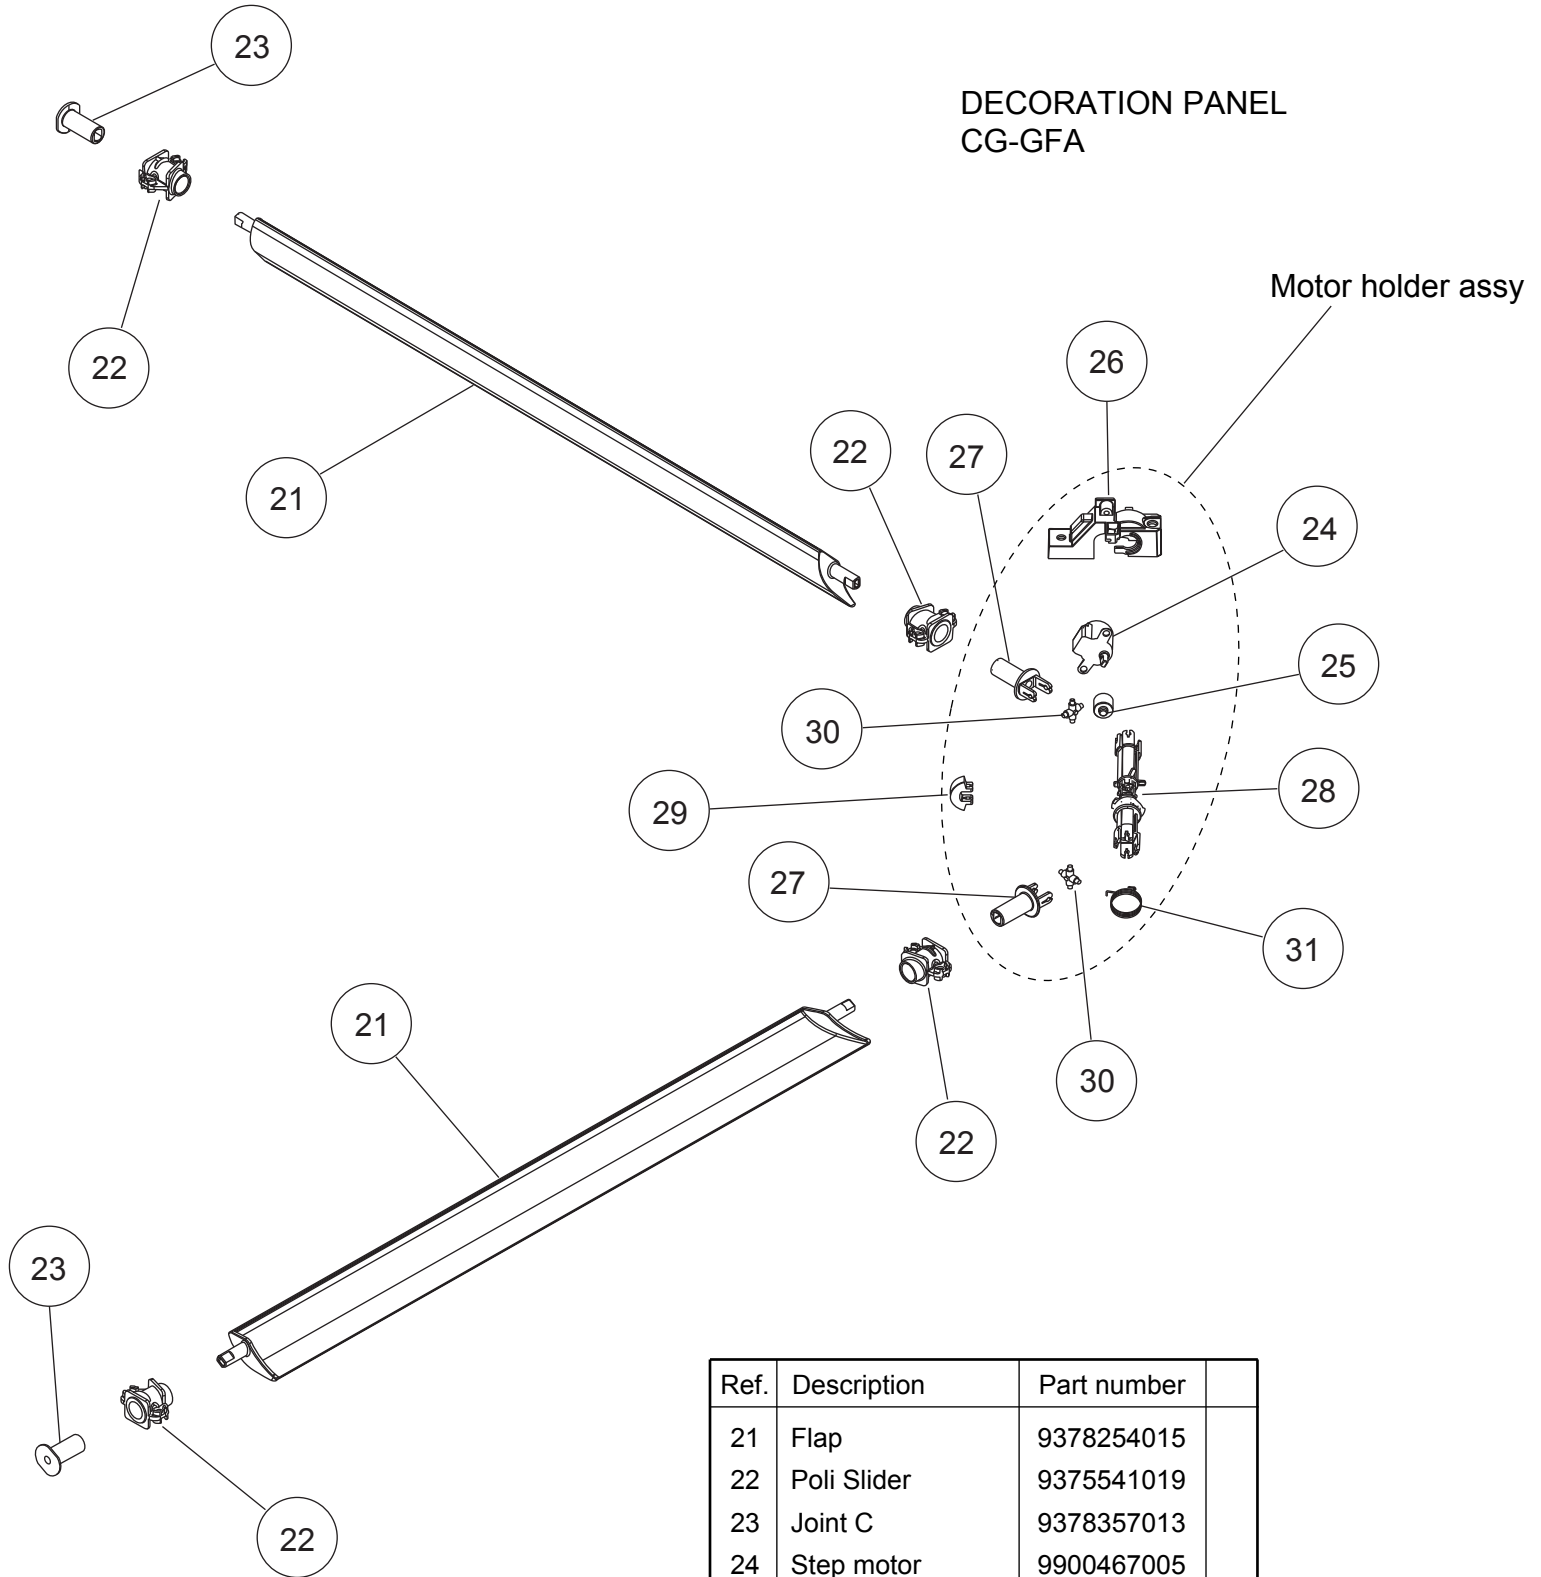 23
DECORATION PANEL
CG-GFA
Motor holder assy
22
26
22
27
21
24
25
30
28
29
27
31
21
30
22
23
22
Ref. Description Part number
21 Flap 9378254015
22 Poli Slider 9375541019
23 Joint C 9378357013
24 Step motor 9900467005